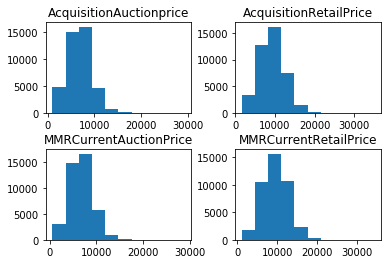 AcquisitionAuctionprice
15000
10000
5000
0
0 10000 20000 30000
AcquisitionRetailPrice
15000
10000
5000
0
0 10000 20000 30000
MMRCurrentAuctionPrice
15000
10000
5000
0
0 10000 20000 30000
MMRCurrentRetailPrice
15000
10000
5000
0
0 10000 20000 30000